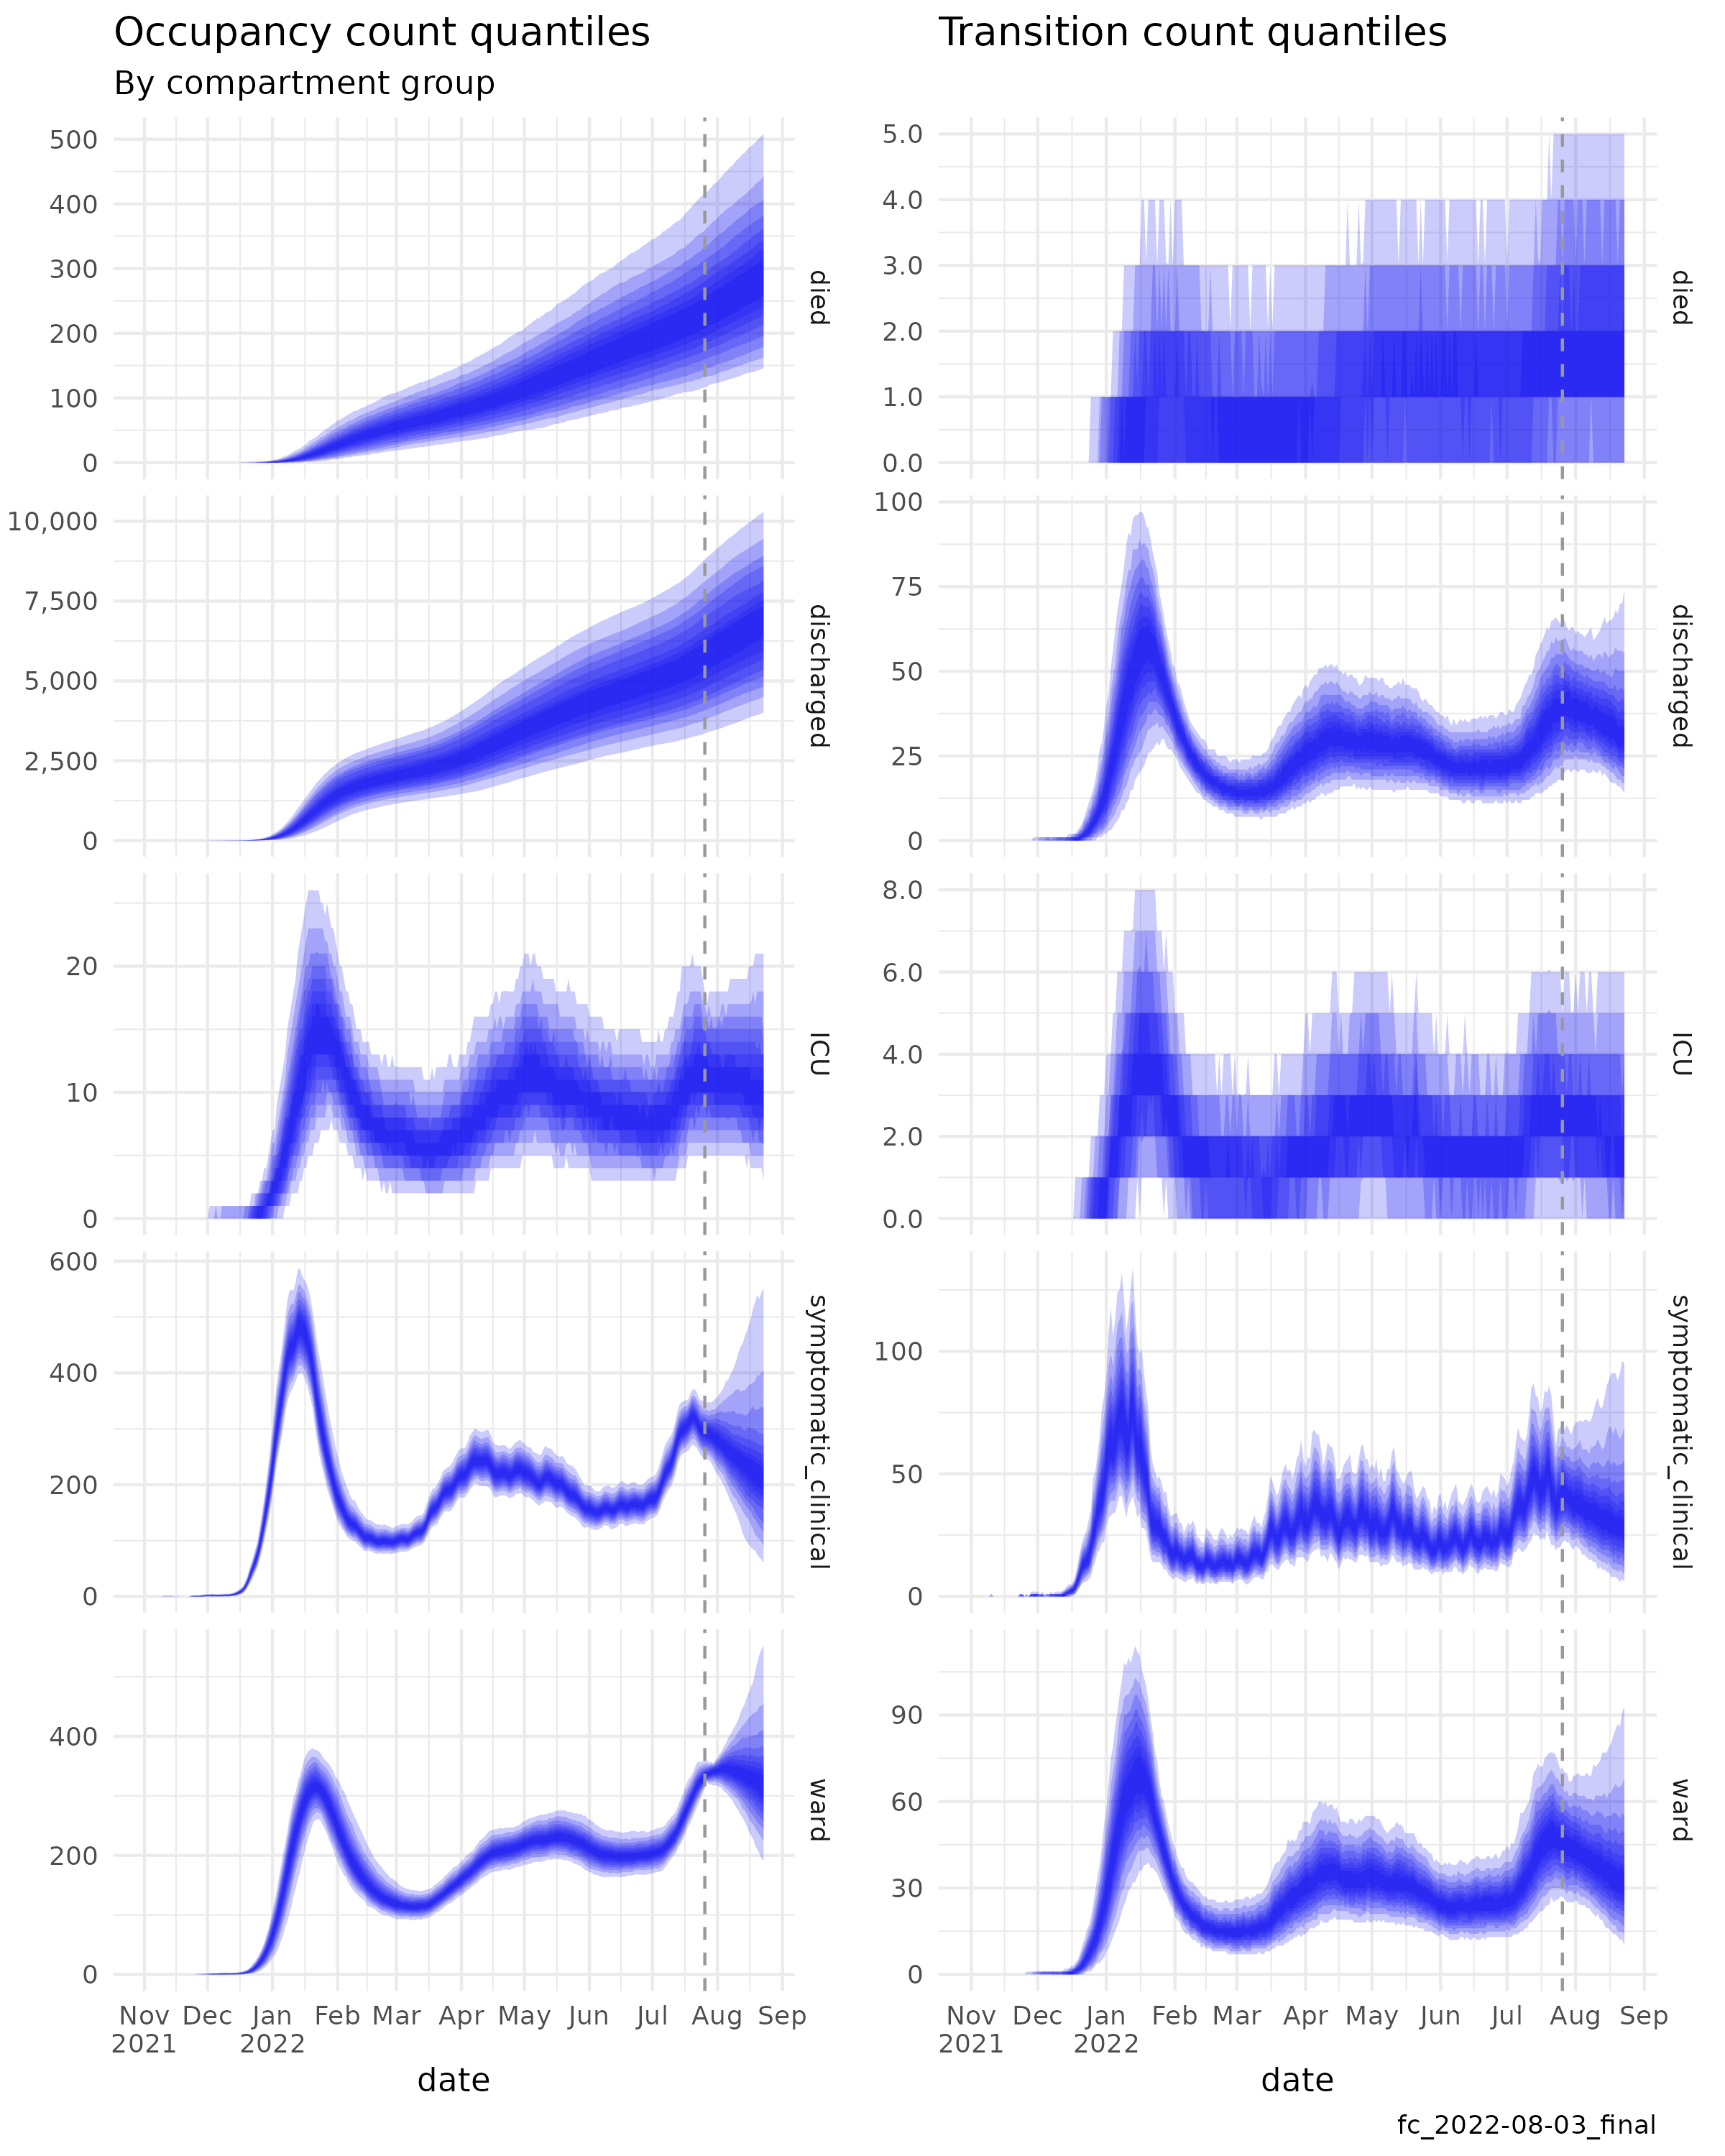 Occupancy count quantiles
By compartment group
500
400
300
200
100
0
died
10,000
7,500
5,000
2,500
0
discharged
20
10
0
ICU
600
400
200
0
symptomatic_clinical
400
200
0
ward
Nov Dec Jan Feb Mar Apr May Jun Jul Aug Sep
2021 2022
date
Transition count quantiles
5.0
4.0
3.0
2.0
1.0
0.0
died
100
75
50
25
0
discharged
8.0
6.0
4.0
2.0
0.0
ICU
100
50
0
symptomatic_clinical
90
60
30
0
ward
Nov Dec Jan Feb Mar Apr May Jun Jul Aug Sep
2021 2022
date
fc_2022-08-03_final